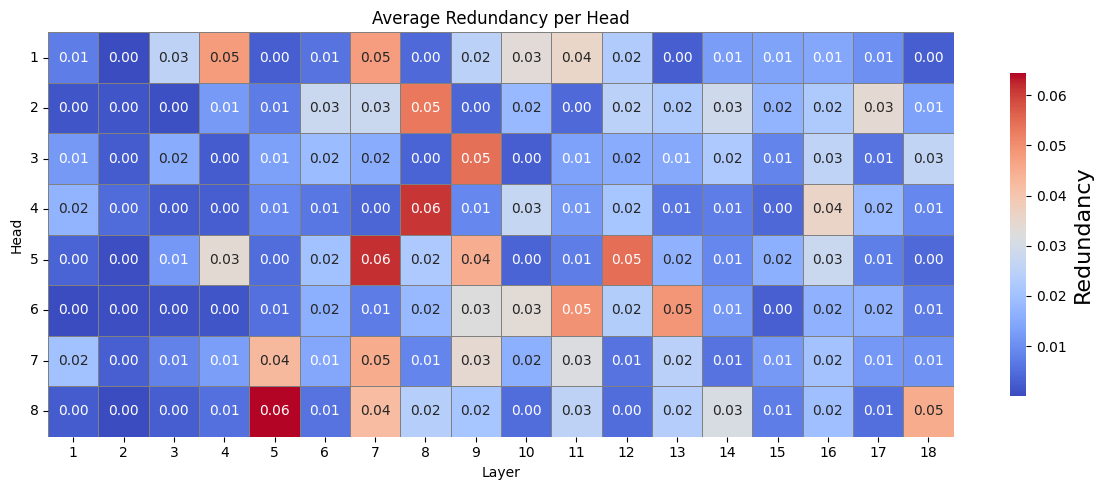 Average Redundancy per Head
1 0.01 0.00 0.03 0.05 0.00 0.01 0.05 0.00 0.02 0.03 0.04 0.02 0.00 0.01 0.01 0.01 0.01 0.00
2 0.00 0.00 0.00 0.01 0.01 0.03 0.03 0.05 0.00 0.02 0.00 0.02 0.02 0.03 0.02 0.02 0.03 0.01
3 0.01 0.00 0.02 0.00 0.01 0.02 0.02 0.00 0.05 0.00 0.01 0.02 0.01 0.02 0.01 0.03 0.01 0.03
4 0.02 0.00 0.00 0.00 0.01 0.01 0.00 0.06 0.01 0.03 0.01 0.02 0.01 0.01 0.00 0.04 0.02 0.01
5 0.00 0.00 0.01 0.03 0.00 0.02 0.06 0.02 0.04 0.00 0.01 0.05 0.02 0.01 0.02 0.03 0.01 0.00
6 0.00 0.00 0.00 0.00 0.01 0.02 0.01 0.02 0.03 0.03 0.05 0.02 0.05 0.01 0.00 0.02 0.02 0.01
7 0.02 0.00 0.01 0.01 0.04 0.01 0.05 0.01 0.03 0.02 0.03 0.01 0.02 0.01 0.01 0.02 0.01 0.01
8 0.00 0.00 0.00 0.01 0.06 0.01 0.04 0.02 0.02 0.00 0.03 0.00 0.02 0.03 0.01 0.02 0.01 0.05
1 2 3 4 5 6 7 8 9 10 11 12 13 14 15 16 17 18
Layer
Head
0.06
0.05
0.04
0.03
0.02
0.01
Redundancy